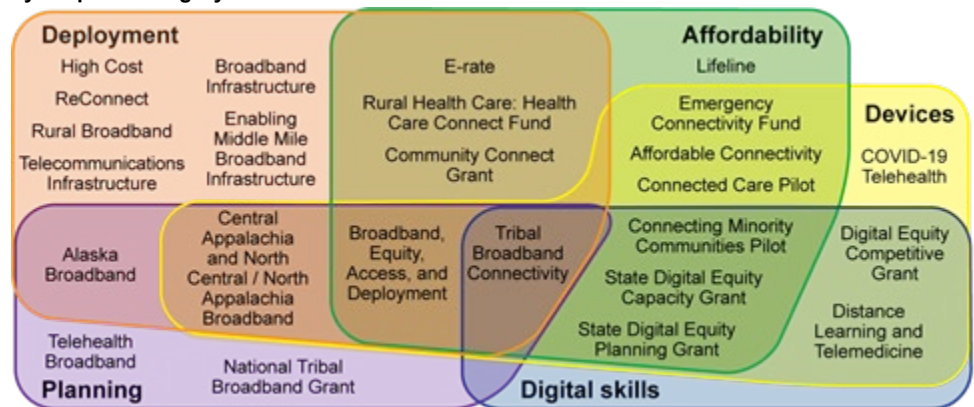 Deployment
High Cost
ReConnect
Rural Broadband
Telecommunications
Infrastructure
Broadband
Infrastructure
Enabling
Middle Mile
Broadband
Infrastructure
E-rate
Rural Health Care: Health
Care Connect Fund
Community Connect
Grant
Affordability
Lifeline
Emergency
Connectivity Fund
Affordable Connectivity
Connected Care Pilot
Devices
COVID-19
Telehealth
Alaska
Broadband
Central
Appalachia
and North
Central / North
Appalachia
Broadband
Broadband,
Equity,
Access, and
Deployment
Tribal
Broadband
Connectivity
Connecting Minority
Communities Pilot
State Digital Equity
Capacity Grant
State Digital Equity
Planning Grant
Digital Equity
Competitive
Grant
Distance
Learning and
Telemedicine
Telehealth
Broadband
National Tribal
Broadband Grant
Planning
Digital skills